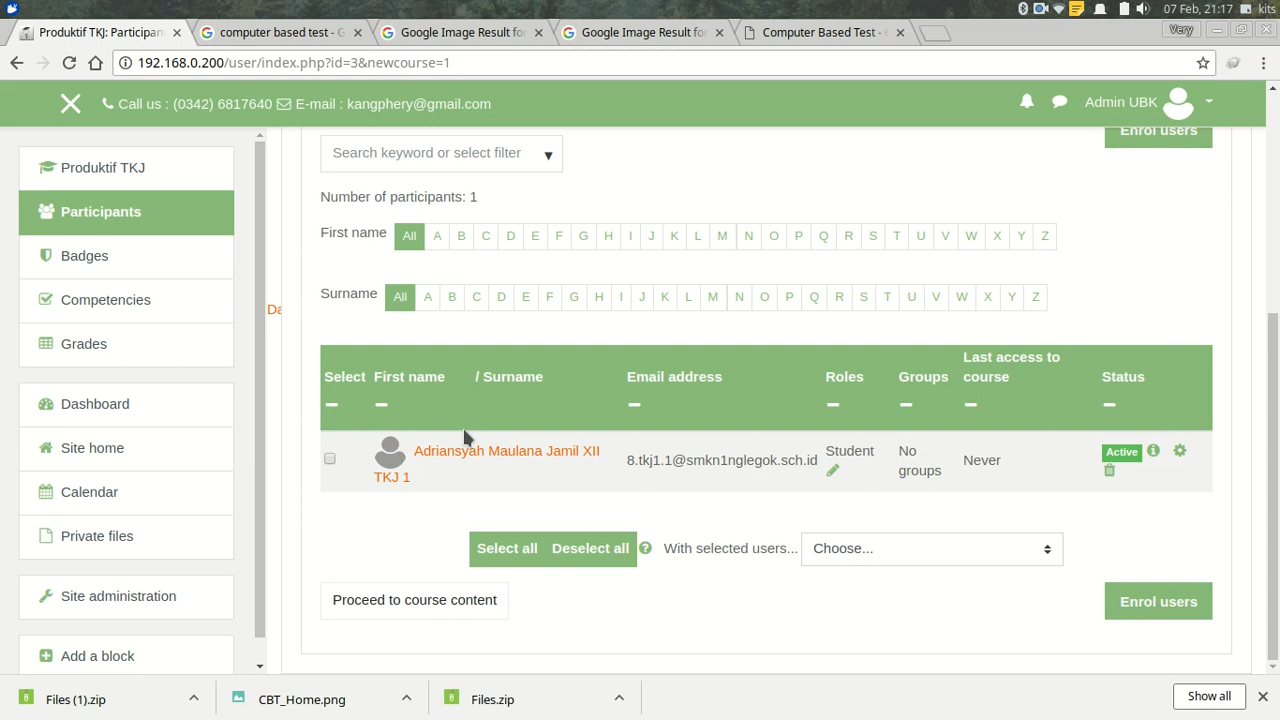 07 Feb, 21:17 kits
Produktif TKJ: Participan
computer based test - G
Google Image Result for
Google Image Result for
Computer Based Test - 
Very
192.168.0.200/user/index.php?id=3&newcourse=1
Call us : (0342) 6817640 E-mail : kangphery@gmail.com
Admin UBK
Produktif TKJ
Participants
Badges
Competencies
Grades
Dashboard
Site home
Calendar
Private files
Site administration
Add a block
Da
Enrol users
Search keyword or select filter
Number of participants: 1
First name All A B C D E F G H I J K L M N O P Q R S T U V W X Y Z
Surname All A B C D E F G H I J K L M N O P Q R S T U V W X Y Z
Select First name / Surname Email address Roles Groups Last access to course Status
Adriansyah Maulana Jamil XII
TKJ 1
8.tkj1.1@smkn1nglegok.sch.id
Student
No
groups
Never
Active
Select all Deselect all ? With selected users... Choose...
Proceed to course content
Enrol users
Files (1).zip
CBT_Home.png
Files.zip
Show all